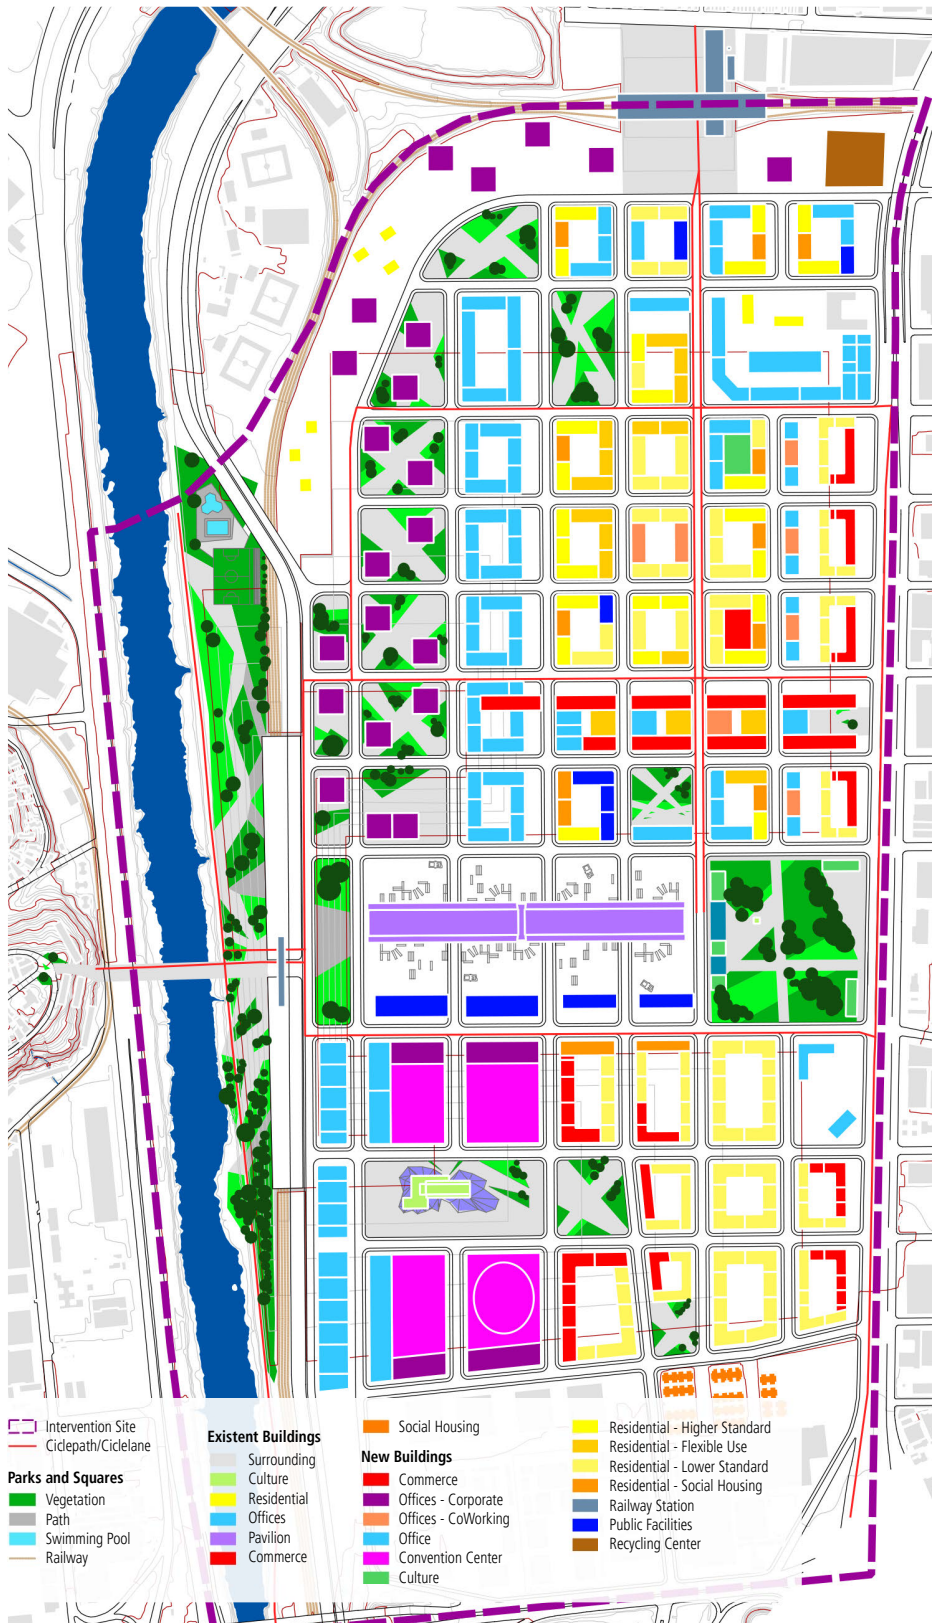 Intervention Site
Ciclepath/Ciclelane
Parks and Squares
Vegetation
Path
Swimming Pool
Railway
Existent Buildings
Surrounding
Culture
Residential
Offices
Pavilion
Commerce
Social Housing
New Buildings
Commerce
Offices - Corporate
Offices - CoWorking
Office
Convention Center
Culture
Residential - Higher Standard
Residential - Flexible Use
Residential - Lower Standard
Residential - Social Housing
Railway Station
Public Facilities
Recycling Center